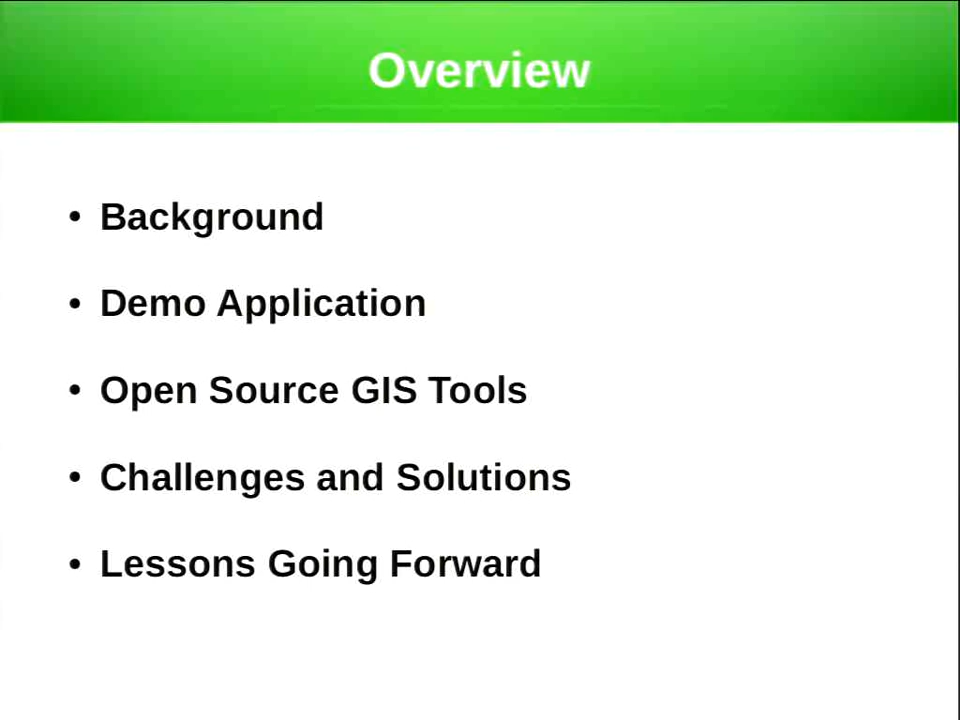 Overview
• Background
• Demo Application
• Open Source GIS Tools
• Challenges and Solutions
• Lessons Going Forward